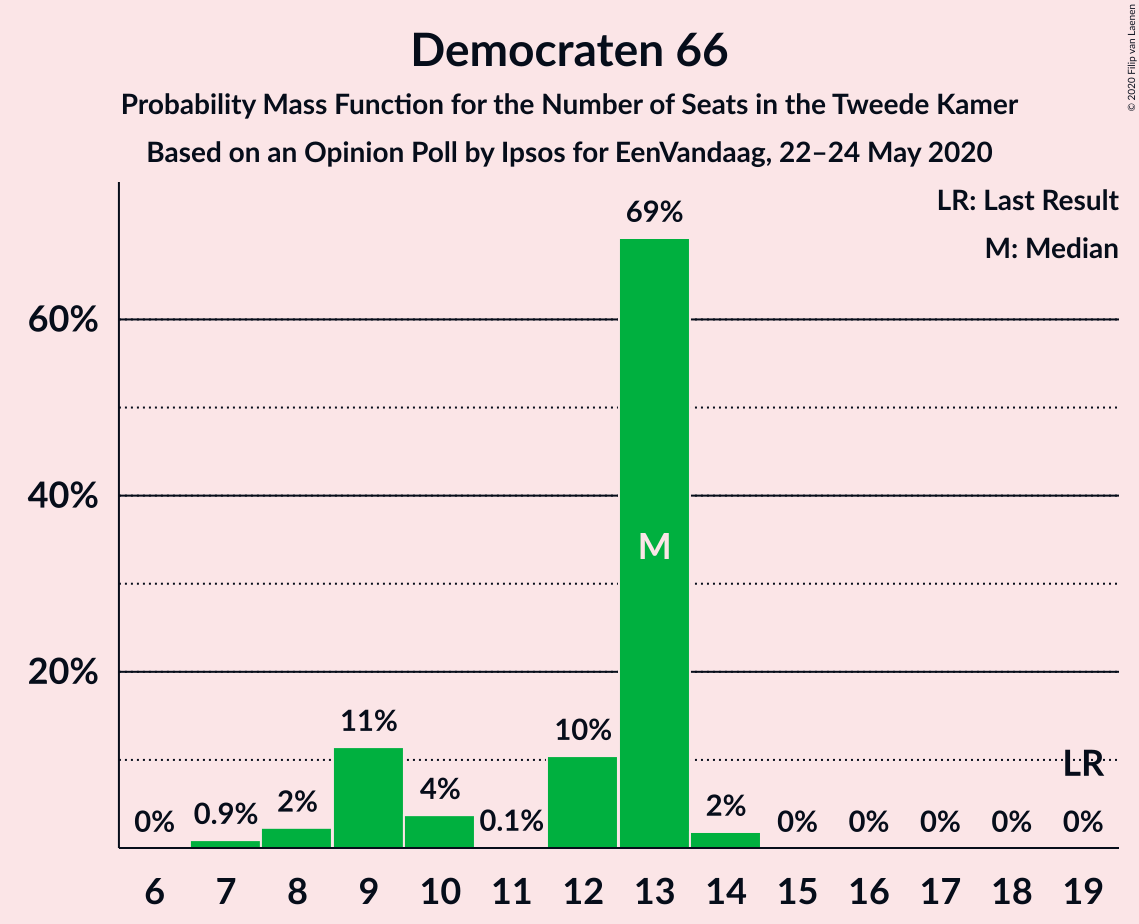 Democraten 66
Probability Mass Function for the Number of Seats in the Tweede Kamer
Based on an Opinion Poll by Ipsos for EenVandaag, 22–24 May 2020
© 2020 Filip van Laenen
LR: Last Result
M: Median
60%
40%
20%
0%
0.9%
2%
11%
4%
0.1%
10%
69%
M
2%
0%
0%
0%
0%
0%
LR
6 7 8 9 10 11 12 13 14 15 16 17 18 19